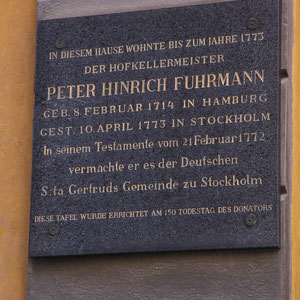 IN DIESEM HAUSE WOHNTE BIS ZUM JAHRE 1773
DER HOFKELLERMEISTER
PETER HINRICH FUHRMANN
GEB. 8. FEBRUAR 1714 IN HAMBURG
GEST. 10. APRIL 1773 IN STOCKHOLM
In seinem Testamente vom 21 Februar 1772
vermachte er es der Deutschen
S:ta Gertruds Gemeinde zu Stockholm
DIESE TAFEL WURDE ERRICHTET AM 150 TODESTAG DES DONATORS